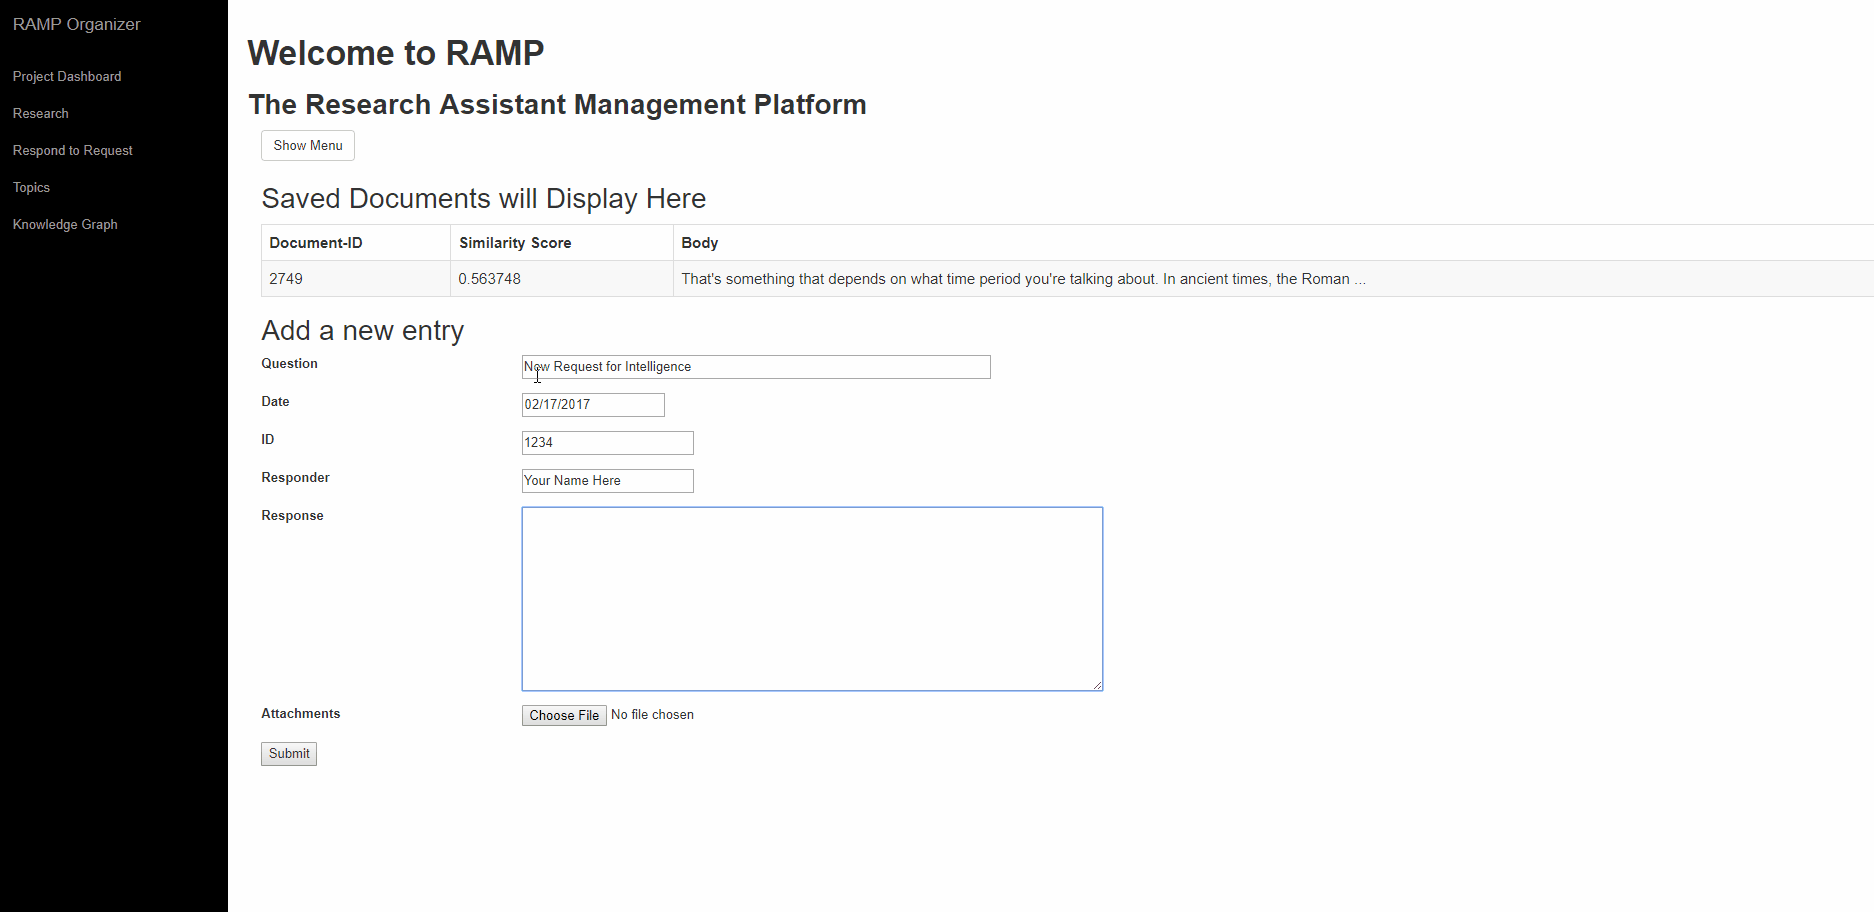 RAMP Organizer
Project Dashboard
Research
Respond to Request
Topics
Knowledge Graph
Welcome to RAMP
The Research Assistant Management Platform
Show Menu
Saved Documents will Display Here
Document-ID Similarity Score Body
2749 0.563748 That's something that depends on what time period you're talking about. In ancient times, the Roman ...
Add a new entry
Question New Request for Intelligence
Date 02/17/2017
ID 1234
Responder Your Name Here
Response
Attachments Choose File No file chosen
Submit